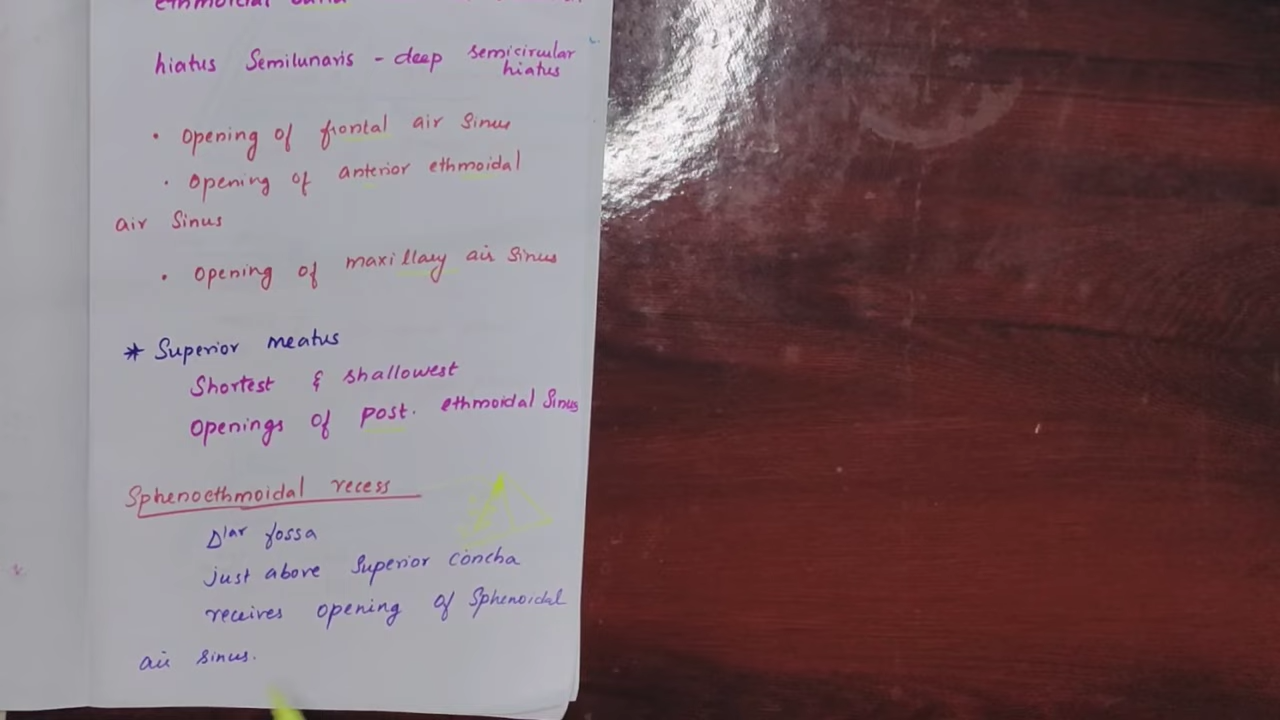 ethmoidal bulla
hiatus Semilunaris - deep semicircular
hiatus
• Opening of frontal air Sinus
• Opening of anterior ethmoidal
air Sinus
• Opening of maxillary air Sinus
* Superior meatus
Shortest & shallowest
Openings of post. ethmoidal Sinus
Sphenoethmoidal recess
Δlar fossa
just above Superior concha
receives opening of Sphenoidal
air sinus.